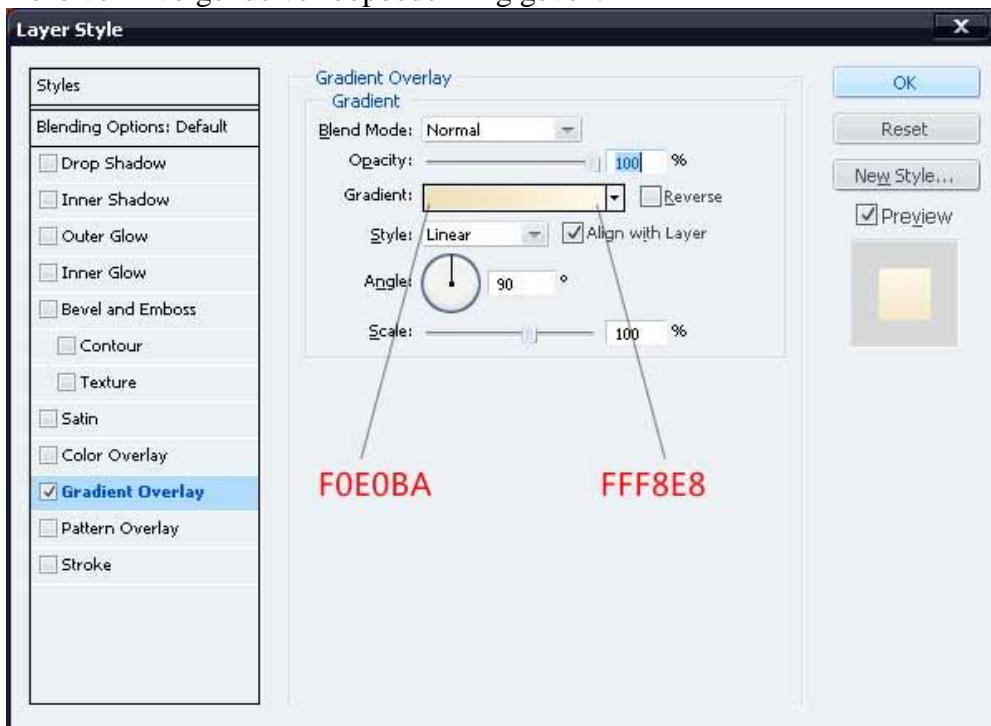 Layer Style
Styles
Blending Options: Default
Drop Shadow
Inner Shadow
Outer Glow
Inner Glow
Bevel and Emboss
Contour
Texture
Satin
Color Overlay
Gradient Overlay
Pattern Overlay
Stroke
Gradient Overlay
Gradient
Blend Mode: Normal
Opacity: 100 %
Gradient: Reverse
Style: Linear Align with Layer
Angle: 90 °
Scale: 100 %
F0E0BA FFF8E8
OK
Reset
New Style...
Preview